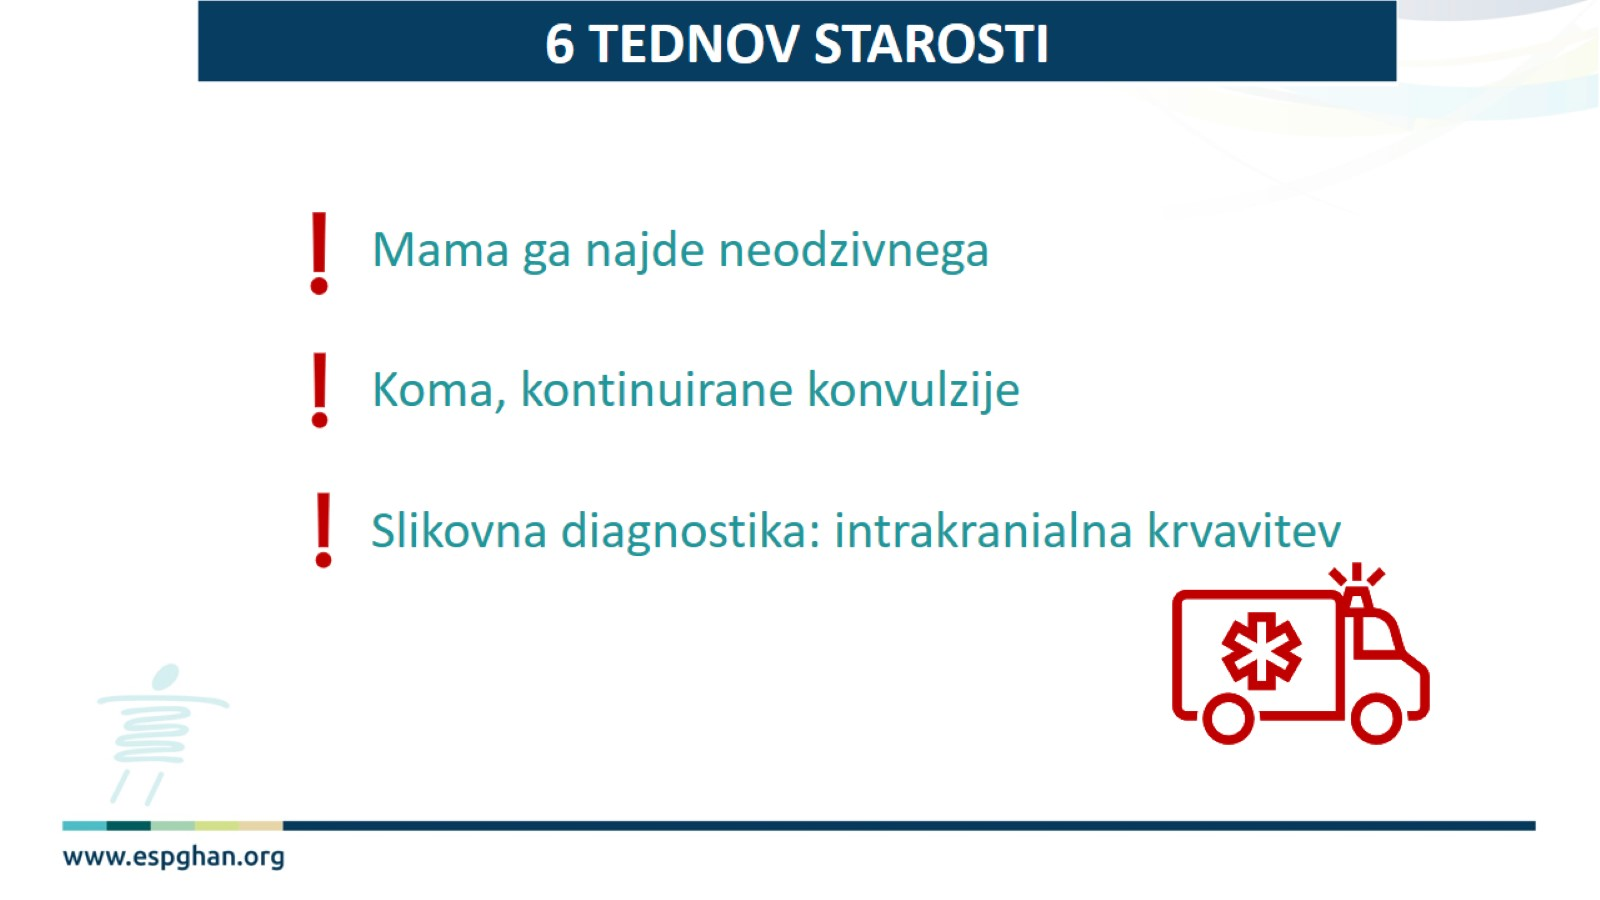 6 TEDNOV STAROSTI
Mama ga najde neodzivnega
Koma, kontinuirane konvulzije
Slikovna diagnostika: intrakranialna krvavitev
www.espghan.org